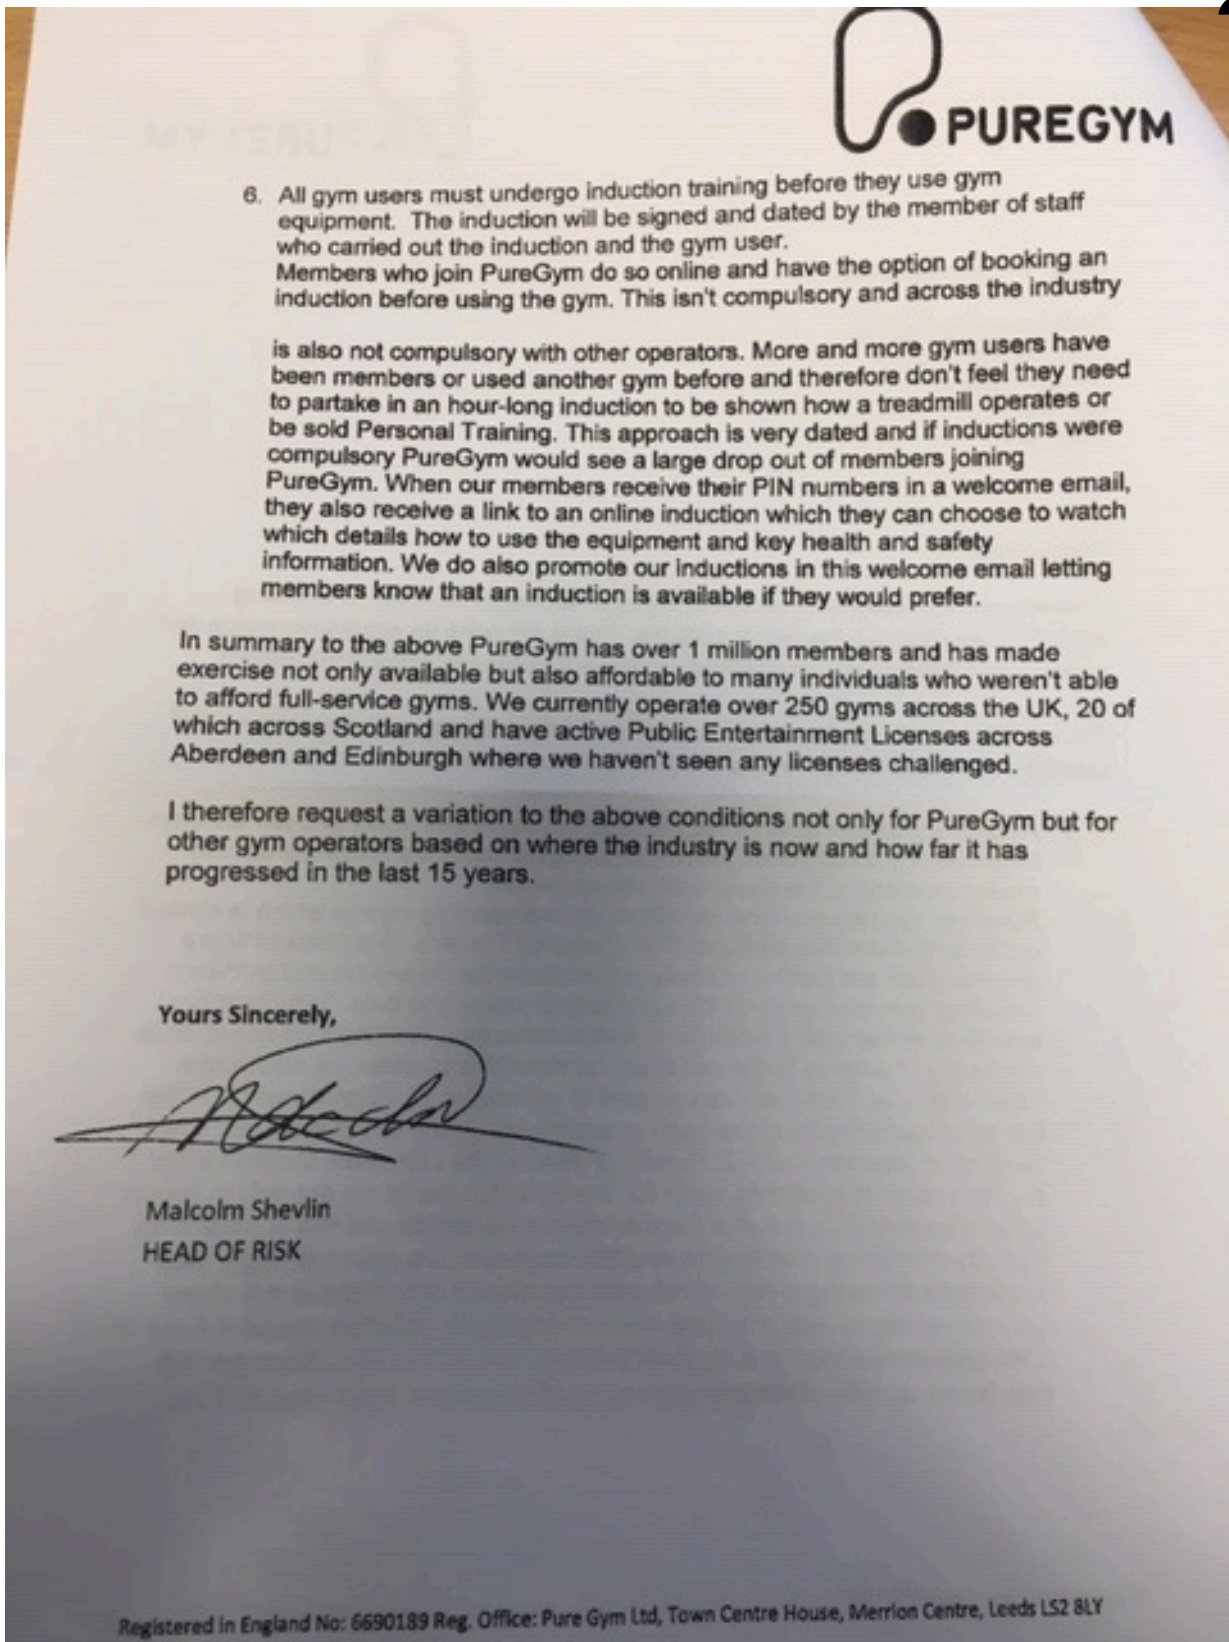 PUREGYM
6. All gym users must undergo induction training before they use gym
equipment. The induction will be signed and dated by the member of staff
who carried out the induction and the gym user.
Members who join PureGym do so online and have the option of booking an
induction before using the gym. This isn't compulsory and across the industry
is also not compulsory with other operators. More and more gym users have
been members or used another gym before and therefore don't feel they need
to partake in an hour-long induction to be shown how a treadmill operates or
be sold Personal Training. This approach is very dated and if inductions were
compulsory PureGym would see a large drop out of members joining
PureGym. When our members receive their PIN numbers in a welcome email,
they also receive a link to an online induction which they can choose to watch
which details how to use the equipment and key health and safety
information. We do also promote our inductions in this welcome email letting
members know that an induction is available if they would prefer.
In summary to the above PureGym has over 1 million members and has made
exercise not only available but also affordable to many individuals who weren't able
to afford full-service gyms. We currently operate over 250 gyms across the UK, 20 of
which across Scotland and have active Public Entertainment Licenses across
Aberdeen and Edinburgh where we haven't seen any licenses challenged.
I therefore request a variation to the above conditions not only for PureGym but for
other gym operators based on where the industry is now and how far it has
progressed in the last 15 years.
Yours Sincerely,
Malcolm Shevlin
HEAD OF RISK
Registered in England No: 6690189 Reg. Office: Pure Gym Ltd, Town Centre House, Merrion Centre, Leeds LS2 8LY